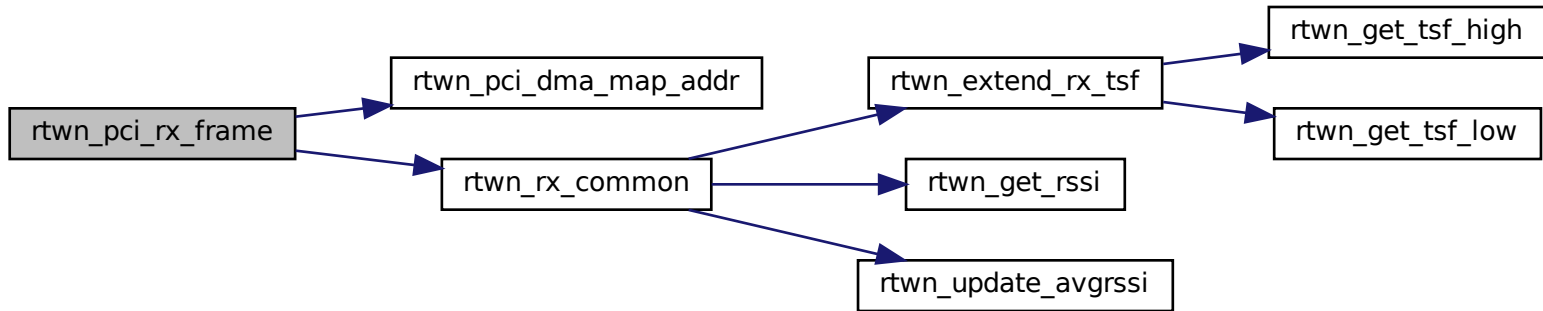 rtwn_pci_rx_frame
rtwn_pci_dma_map_addr
rtwn_rx_common
rtwn_extend_rx_tsf
rtwn_get_tsf_high
rtwn_get_tsf_low
rtwn_get_rssi
rtwn_update_avgrssi